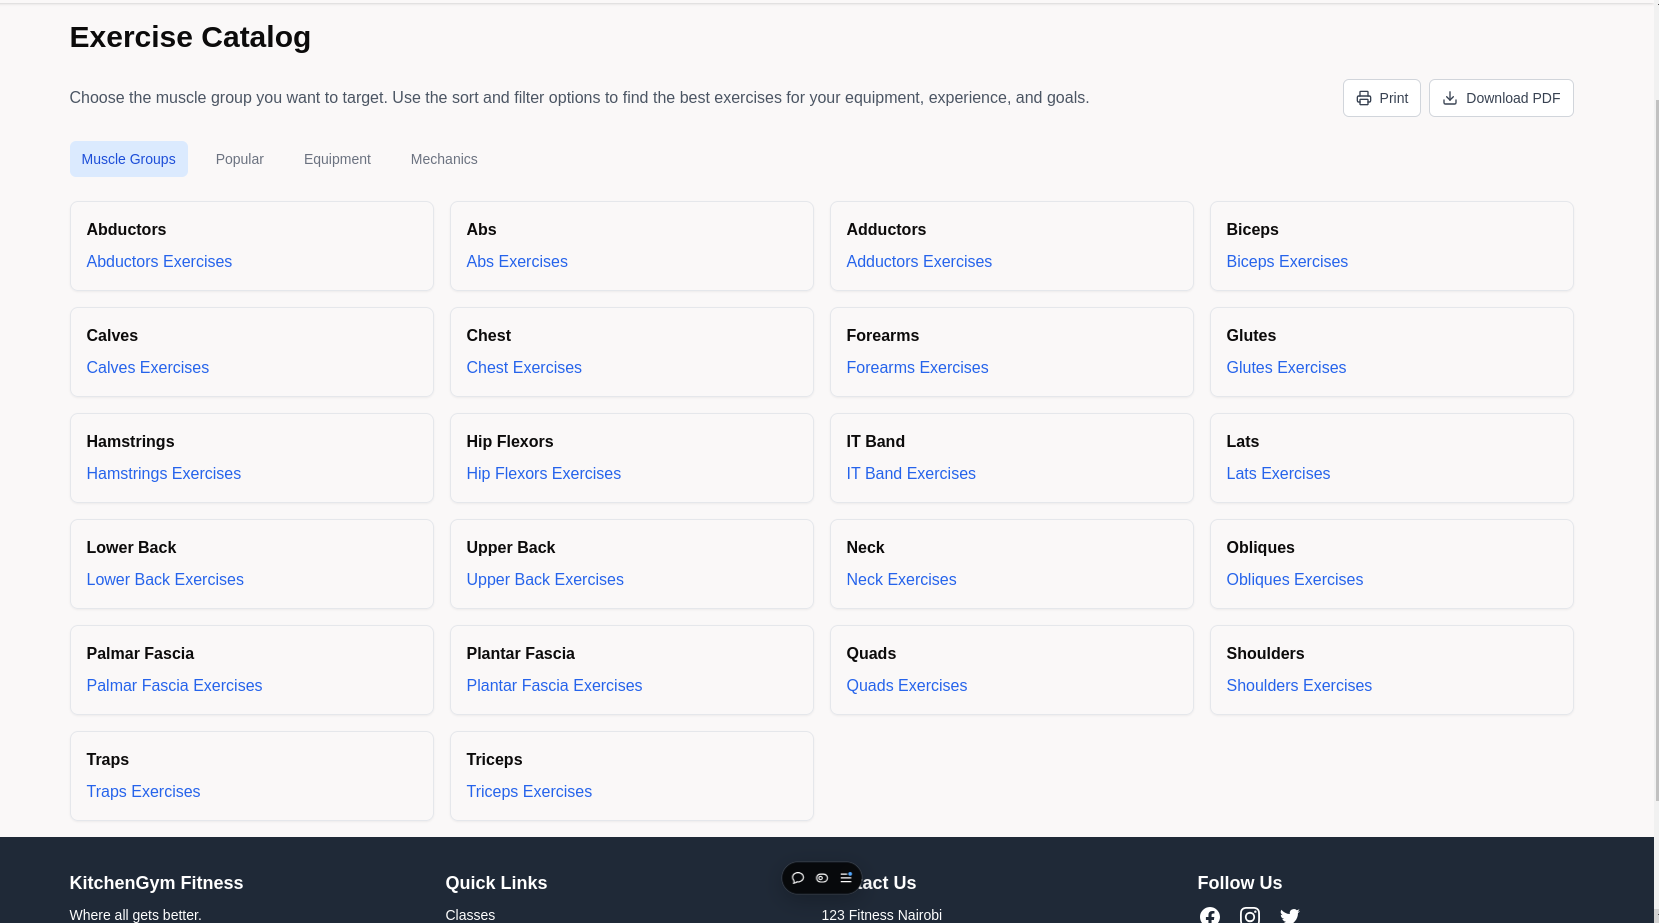 Exercise Catalog
Choose the muscle group you want to target. Use the sort and filter options to find the best exercises for your equipment, experience, and goals.
Print
Download PDF
Muscle Groups
Popular
Equipment
Mechanics
Abductors
Abductors Exercises
Abs
Abs Exercises
Adductors
Adductors Exercises
Biceps
Biceps Exercises
Calves
Calves Exercises
Chest
Chest Exercises
Forearms
Forearms Exercises
Glutes
Glutes Exercises
Hamstrings
Hamstrings Exercises
Hip Flexors
Hip Flexors Exercises
IT Band
IT Band Exercises
Lats
Lats Exercises
Lower Back
Lower Back Exercises
Upper Back
Upper Back Exercises
Neck
Neck Exercises
Obliques
Obliques Exercises
Palmar Fascia
Palmar Fascia Exercises
Plantar Fascia
Plantar Fascia Exercises
Quads
Quads Exercises
Shoulders
Shoulders Exercises
Traps
Traps Exercises
Triceps
Triceps Exercises
KitchenGym Fitness
Where all gets better.
Quick Links
Classes
Us
123 Fitness Nairobi
Follow Us